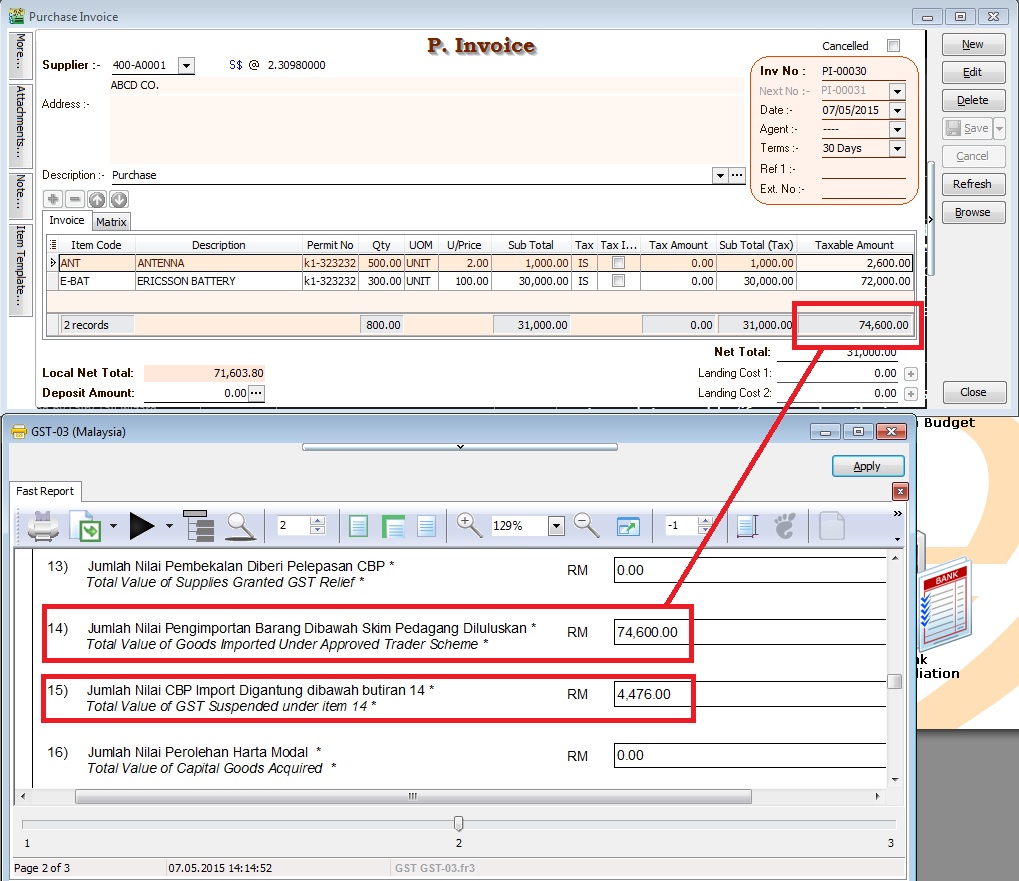 Purchase Invoice
P. Invoice
Cancelled
More...
Attachments...
Note...
Item Template...
Supplier :- 400-A0001 S$ @ 2.30980000
ABCD CO.
Address :-
Inv No : PI-00030
Next No :- PI-00031
Date :- 07/05/2015
Agent :- ----
Terms :- 30 Days
Ref 1 :-
Ext. No :-
Description :- Purchase
New
Edit
Delete
Save
Cancel
Refresh
Browse
Close
Invoice Matrix
Item Code Description Permit No Qty UOM U/Price Sub Total Tax Tax I... Tax Amount Sub Total (Tax) Taxable Amount
ANT ANTENNA k1-323232 500.00 UNIT 2.00 1,000.00 IS 0.00 1,000.00 2,600.00
E-BAT ERICSSON BATTERY k1-323232 300.00 UNIT 100.00 30,000.00 IS 0.00 30,000.00 72,000.00
2 records 800.00 31,000.00 0.00 31,000.00 74,600.00
Net Total: 31,000.00
Local Net Total: 71,603.80
Landing Cost 1: 0.00
Deposit Amount: 0.00
Landing Cost 2: 0.00
GST-03 (Malaysia)
Budget
Apply
Fast Report
2 129% -1
13) Jumlah Nilai Pembekalan Diberi Pelepasan CBP * RM 0.00
Total Value of Supplies Granted GST Relief *
14) Jumlah Nilai Pengimportan Barang Dibawah Skim Pedagang Diluluskan * RM 74,600.00
Total Value of Goods Imported Under Approved Trader Scheme *
15) Jumlah Nilai CBP Import Digantung dibawah butiran 14 * RM 4,476.00
Total Value of GST Suspended under item 14 *
16) Jumlah Nilai Perolehan Harta Modal * RM 0.00
Total Value of Capital Goods Acquired *
BANK
nk
iliation
1 2 3
Page 2 of 3 07.05.2015 14:14:52 GST GST-03.fr3